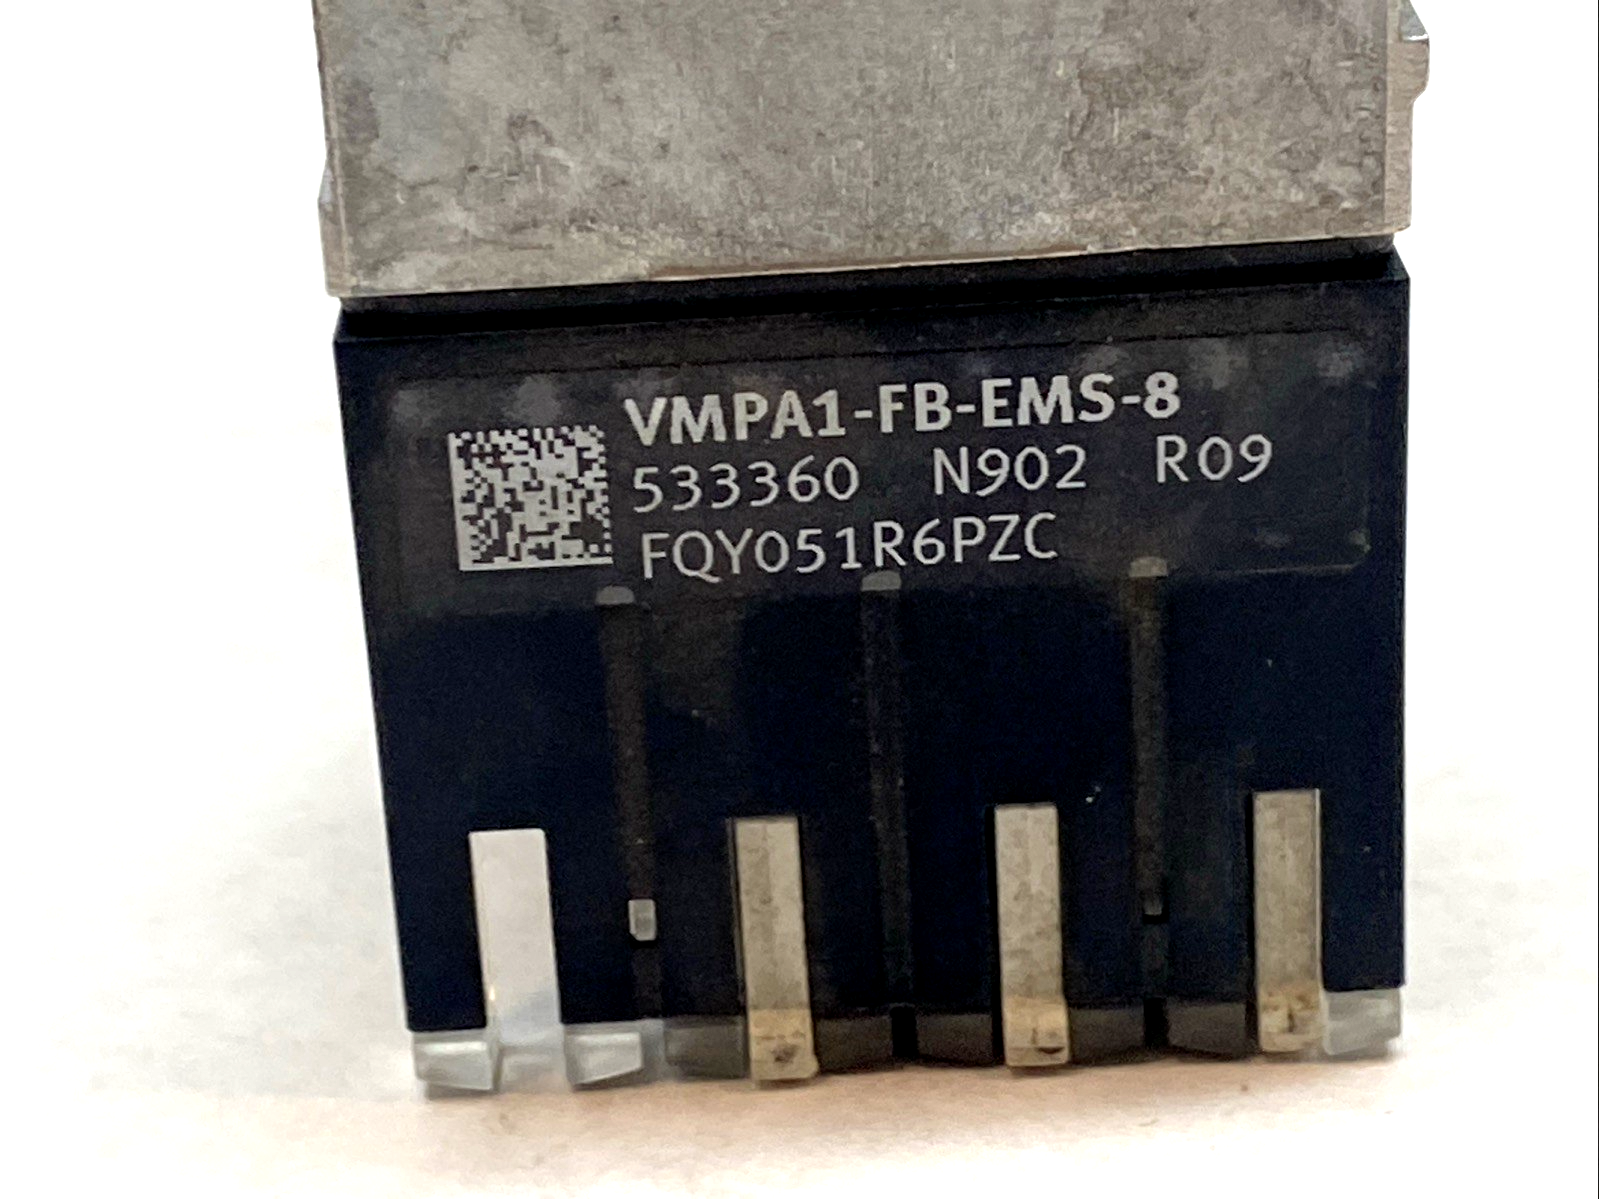 VMPA1-FB-EMS-8
533360 N902 R09
FQY051R6PZC